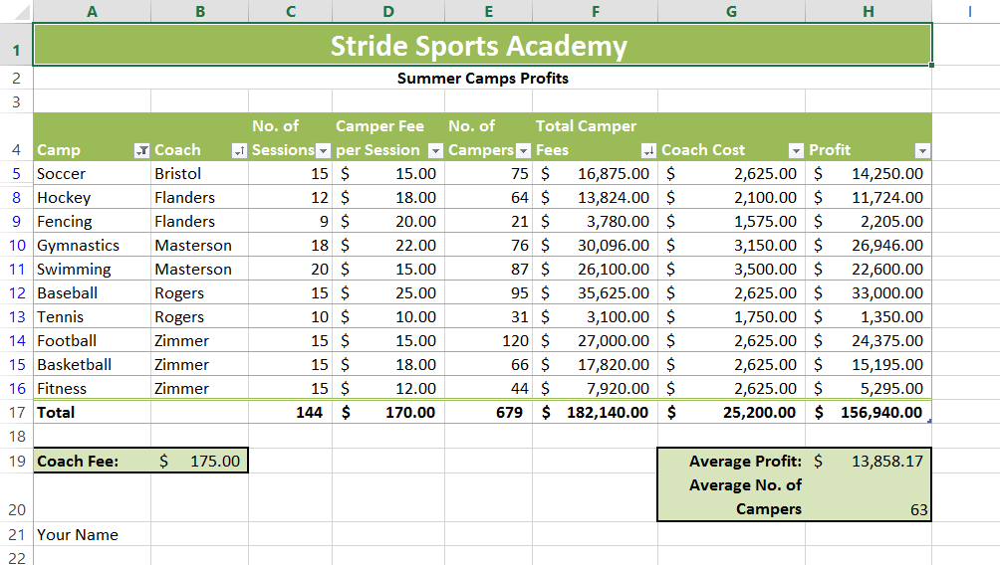 A B C D E F G H I
1 Stride Sports Academy
2 Summer Camps Profits
3
No. of Camper Fee No. of Total Camper
4 Camp Coach Sessions per Session Campers Fees Coach Cost Profit
5 Soccer Bristol 15 $ 15.00 75 $ 16,875.00 $ 2,625.00 $ 14,250.00
8 Hockey Flanders 12 $ 18.00 64 $ 13,824.00 $ 2,100.00 $ 11,724.00
9 Fencing Flanders 9 $ 20.00 21 $ 3,780.00 $ 1,575.00 $ 2,205.00
10 Gymnastics Masterson 18 $ 22.00 76 $ 30,096.00 $ 3,150.00 $ 26,946.00
11 Swimming Masterson 20 $ 15.00 87 $ 26,100.00 $ 3,500.00 $ 22,600.00
12 Baseball Rogers 15 $ 25.00 95 $ 35,625.00 $ 2,625.00 $ 33,000.00
13 Tennis Rogers 10 $ 10.00 31 $ 3,100.00 $ 1,750.00 $ 1,350.00
14 Football Zimmer 15 $ 15.00 120 $ 27,000.00 $ 2,625.00 $ 24,375.00
15 Basketball Zimmer 15 $ 18.00 66 $ 17,820.00 $ 2,625.00 $ 15,195.00
16 Fitness Zimmer 15 $ 12.00 44 $ 7,920.00 $ 2,625.00 $ 5,295.00
17 Total 144 $ 170.00 679 $ 182,140.00 $ 25,200.00 $ 156,940.00
18
19 Coach Fee: $ 175.00 Average Profit: $ 13,858.17
Average No. of
20 Campers 63
21 Your Name
22